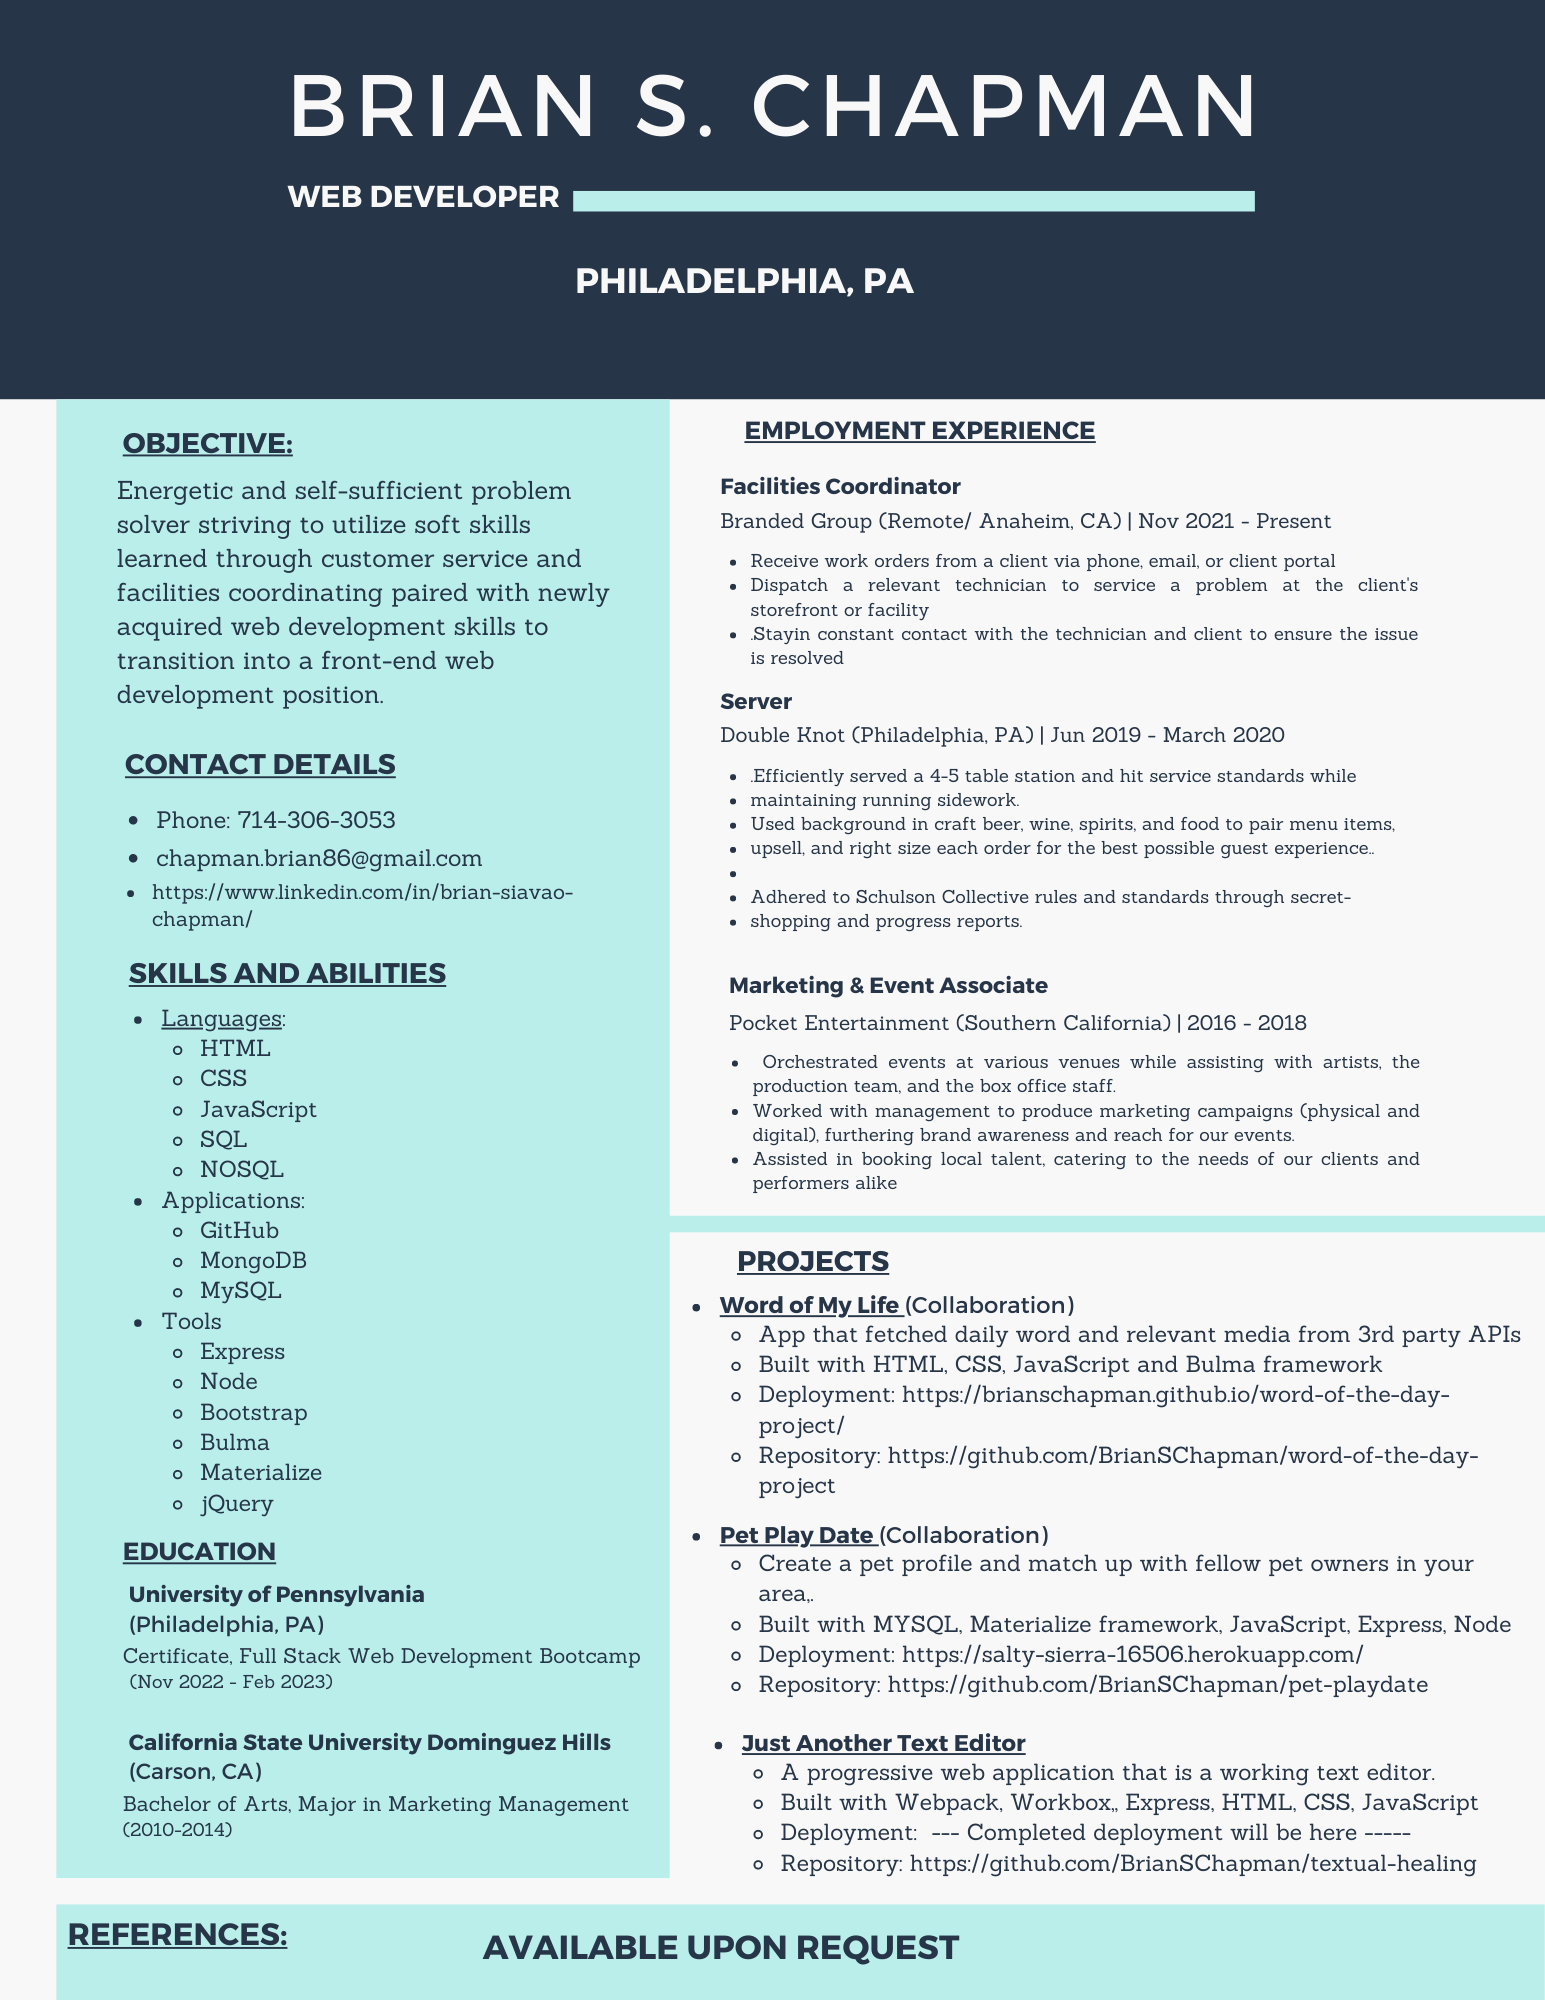 BRIAN S. CHAPMAN
WEB DEVELOPER
PHILADELPHIA, PA
OBJECTIVE:
Energetic and self-sufficient problem
solver striving to utilize soft skills
learned through customer service and
facilities coordinating paired with newly
acquired web development skills to
transition into a front-end web
development position.
CONTACT DETAILS
• Phone: 714-306-3053
• chapman.brian86@gmail.com
• https://www.linkedin.com/in/brian-siavao-
chapman/
SKILLS AND ABILITIES
• Languages:
◦ HTML
◦ CSS
◦ JavaScript
◦ SQL
◦ NOSQL
• Applications:
◦ GitHub
◦ MongoDB
◦ MySQL
• Tools
◦ Express
◦ Node
◦ Bootstrap
◦ Bulma
◦ Materialize
◦ jQuery
EDUCATION
University of Pennsylvania
(Philadelphia, PA)
Certificate, Full Stack Web Development Bootcamp
(Nov 2022 - Feb 2023)
California State University Dominguez Hills
(Carson, CA)
Bachelor of Arts, Major in Marketing Management
(2010-2014)
EMPLOYMENT EXPERIENCE
Facilities Coordinator
Branded Group (Remote/ Anaheim, CA) | Nov 2021 - Present
• Receive work orders from a client via phone, email, or client portal
• Dispatch a relevant technician to service a problem at the client's
storefront or facility
• .Stayin constant contact with the technician and client to ensure the issue
is resolved
Server
Double Knot (Philadelphia, PA) | Jun 2019 - March 2020
• .Efficiently served a 4-5 table station and hit service standards while
• maintaining running sidework.
• Used background in craft beer, wine, spirits, and food to pair menu items,
• upsell, and right size each order for the best possible guest experience..
•
• Adhered to Schulson Collective rules and standards through secret-
• shopping and progress reports.
Marketing & Event Associate
Pocket Entertainment (Southern California) | 2016 - 2018
• Orchestrated events at various venues while assisting with artists, the
production team, and the box office staff.
• Worked with management to produce marketing campaigns (physical and
digital), furthering brand awareness and reach for our events.
• Assisted in booking local talent, catering to the needs of our clients and
performers alike
PROJECTS
• Word of My Life (Collaboration)
◦ App that fetched daily word and relevant media from 3rd party APIs
◦ Built with HTML, CSS, JavaScript and Bulma framework
◦ Deployment: https://brianschapman.github.io/word-of-the-day-
project/
◦ Repository: https://github.com/BrianSChapman/word-of-the-day-
project
• Pet Play Date (Collaboration)
◦ Create a pet profile and match up with fellow pet owners in your
area,.
◦ Built with MYSQL, Materialize framework, JavaScript, Express, Node
◦ Deployment: https://salty-sierra-16506.herokuapp.com/
◦ Repository: https://github.com/BrianSChapman/pet-playdate
• Just Another Text Editor
◦ A progressive web application that is a working text editor.
◦ Built with Webpack, Workbox,, Express, HTML, CSS, JavaScript
◦ Deployment: --- Completed deployment will be here -----
◦ Repository: https://github.com/BrianSChapman/textual-healing
REFERENCES:
AVAILABLE UPON REQUEST